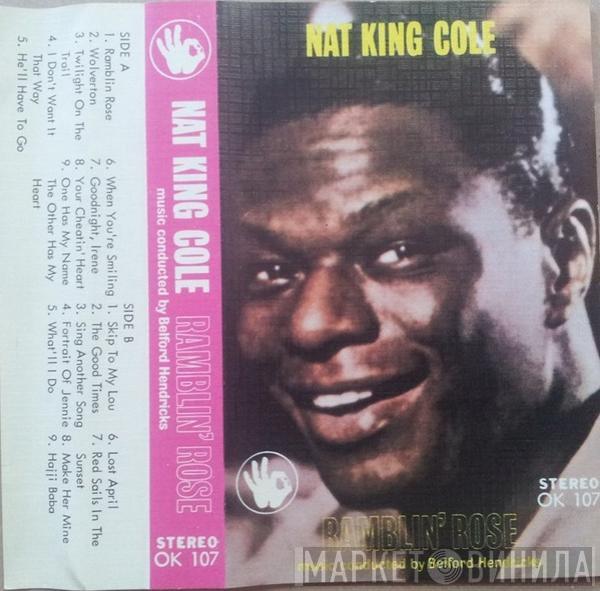 SIDE A
1. Ramblin Rose
2. Wolverton
3. Twilight On The
Trail
4. I Don't Want It
That Way
5. He'll Have To Go
6. When You're Smiling
7. Goodnight, Irene
8. Your Cheatin' Heart
9. One Has My Name
The Other Has My
Heart
SIDE B
1. Skip To My Lou
2. The Good Times
3. Sing Another Song
4. Fortrait Of Jennie
5. What'll I Do
6. Lost April
7. Red Sails In The
Sunset
8. Make Her Mine
9. Hajji Baba
NAT KING COLE RAMBLIN' ROSE
music conducted by Belford Hendricks
STEREO
OK 107
NAT KING COLE
STEREO
OK 107
RAMBLIN' ROSE
music conducted by Belford Hendricks
МАРКЕТ ВИНИЛА